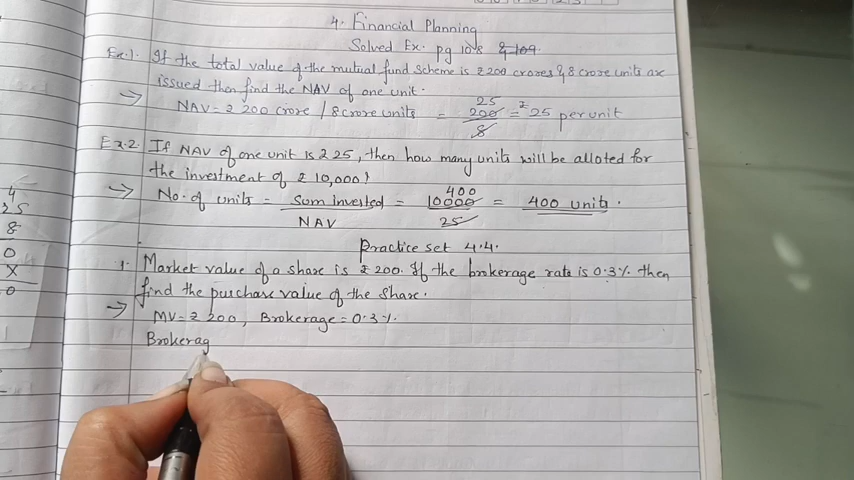 4. Financial Planning
Solved Ex. pg 108 & 109
Ex.1. If the total value of the mutual fund scheme is ₹200 crores & 8 crore units are
issued then find the NAV of one unit.
→ NAV = ₹ 200 crore / 8 crore units = 25 200 / 8 = ₹ 25 per unit
Ex.2. If NAV of one unit is ₹ 25, then how many units will be alloted for
the investment of ₹ 10,000?
→ No. of units = Sum invested / NAV = 400 10000 / 25 = 400 units.
Practice set 4.4.
1. Market value of a share is ₹ 200. If the brokerage rate is 0.3% then
find the purchase value of the share.
→ MV = ₹ 200, Brokerage = 0.3%.
Brokerag
4
25
8
0
X
0